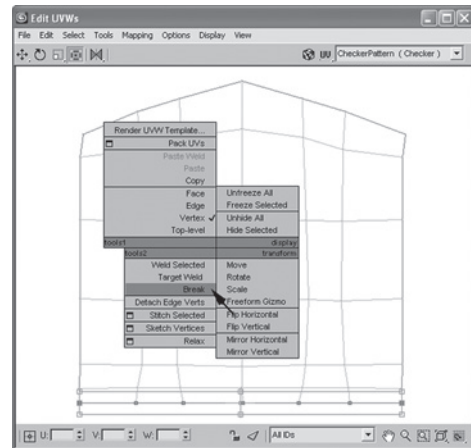 Edit UVWs
File Edit Select Tools Mapping Options Display View
UV CheckerPattern ( Checker )
Render UVW Template...
Pack UVs
Paste Weld
Paste
Copy
Face
Edge
Vertex
Top-level
Unfreeze All
Freeze Selected
Unhide All
Hide Selected
tools1 display
tools2 transform
Weld Selected
Target Weld
Break
Detach Edge Verts
Stitch Selected
Sketch Vertices
Relax
Move
Rotate
Scale
Freeform Gizmo
Flip Horizontal
Flip Vertical
Mirror Horizontal
Mirror Vertical
U: V: W: All IDs